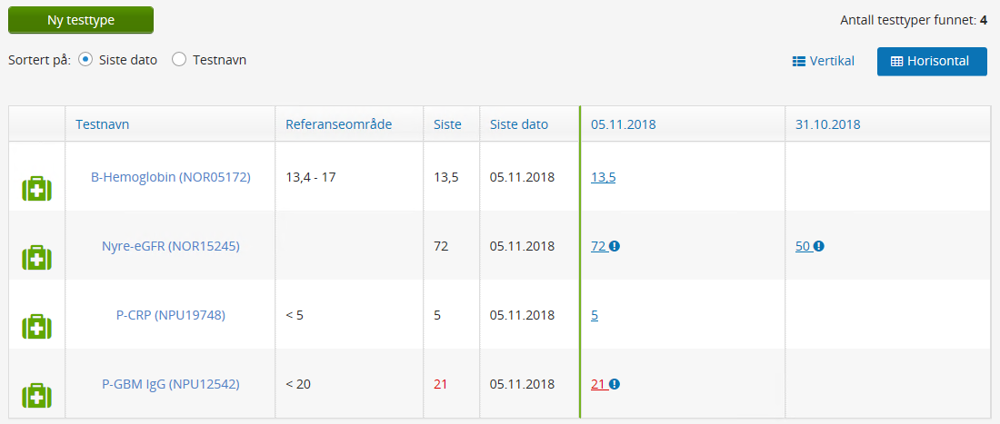 Ny testtype
Antall testtyper funnet: 4
Sortert på: Siste dato Testnavn
Vertikal Horisontal
Testnavn Referanseområde Siste Siste dato 05.11.2018 31.10.2018
B-Hemoglobin (NOR05172) 13,4 - 17 13,5 05.11.2018 13,5
Nyre-eGFR (NOR15245) 72 05.11.2018 72 50
P-CRP (NPU19748) < 5 5 05.11.2018 5
P-GBM IgG (NPU12542) < 20 21 05.11.2018 21